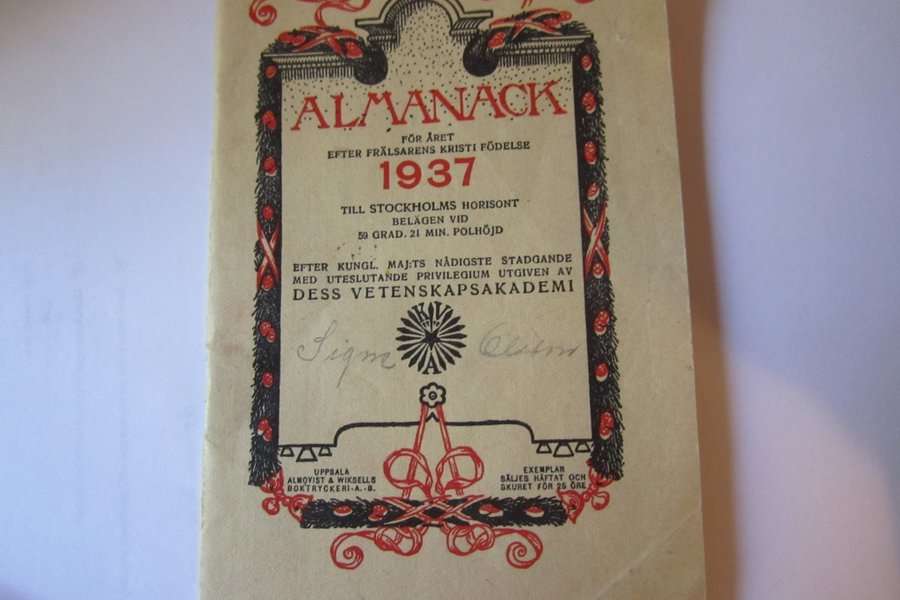 ALMANACK
FÖR ÅRET
EFTER FRÄLSARENS KRISTI FÖDELSE
1937
TILL STOCKHOLMS HORISONT
BELÄGEN VID
59 GRAD. 21 MIN. POLHÖJD
EFTER KUNGL. MAJ:TS NÅDIGSTE STADGANDE
MED UTESLUTANDE PRIVILEGIUM UTGIVEN AV
DESS VETENSKAPSAKADEMI
Signe
UPPSALA
ALMQVIST & WIKSELLS
BOKTRYCKERI-A.-B.
EXEMPLAR
SÄLJES HÄFTAT OCH
SKURET FÖR 25 ÖRE